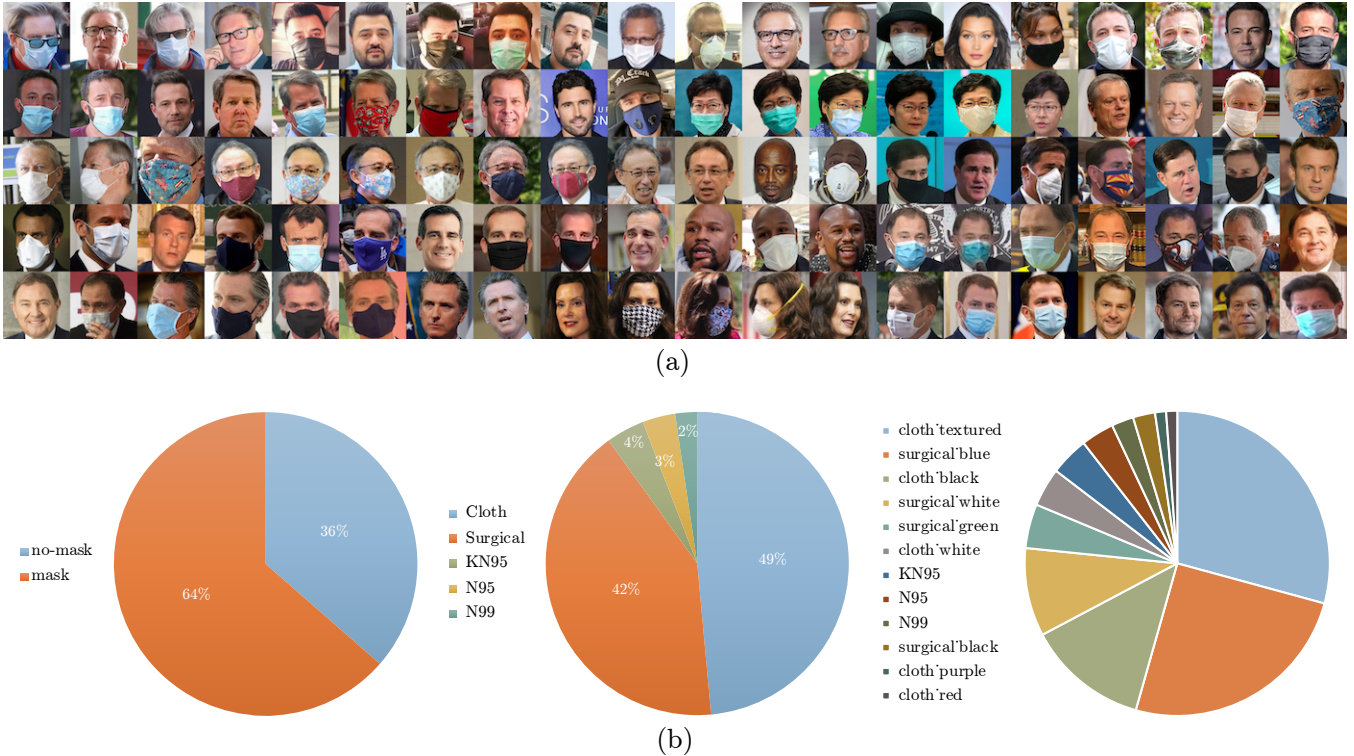 (a)
no-mask
mask
36%
64%
Cloth
Surgical
KN95
N95
N99
4%
3%
2%
49%
42%
cloth˙textured
surgical˙blue
cloth˙black
surgical˙white
surgical˙green
cloth˙white
KN95
N95
N99
surgical˙black
cloth˙purple
cloth˙red
(b)